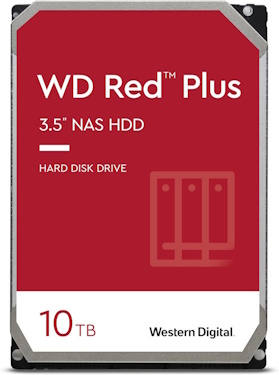 WD Red™ Plus
3.5" NAS HDD
HARD DISK DRIVE
10TB
Western Digital.